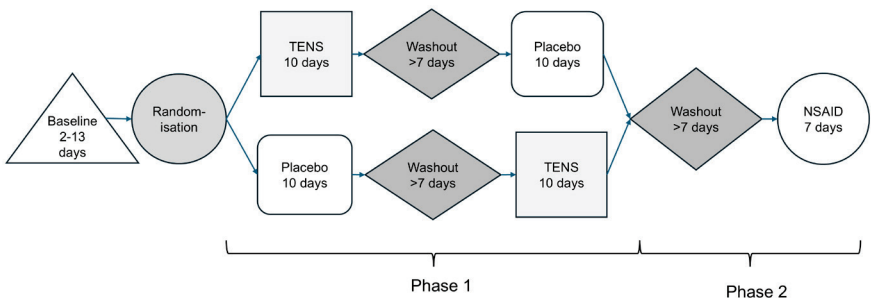 Baseline
2-13
days
Random-
isation
TENS
10 days
Washout
>7 days
Placebo
10 days
Placebo
10 days
Washout
>7 days
TENS
10 days
Washout
>7 days
NSAID
7 days
Phase 1
Phase 2